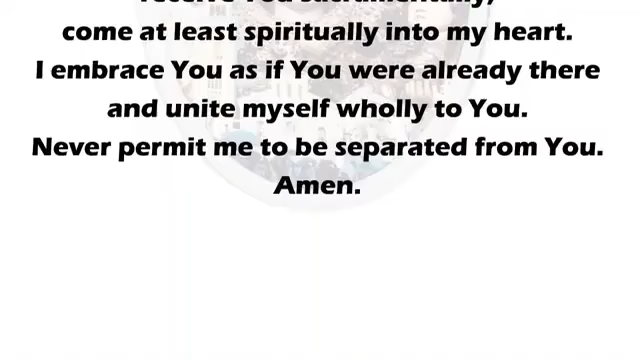 receive You sacramentally,
come at least spiritually into my heart.
I embrace You as if You were already there
and unite myself wholly to You.
Never permit me to be separated from You.
Amen.